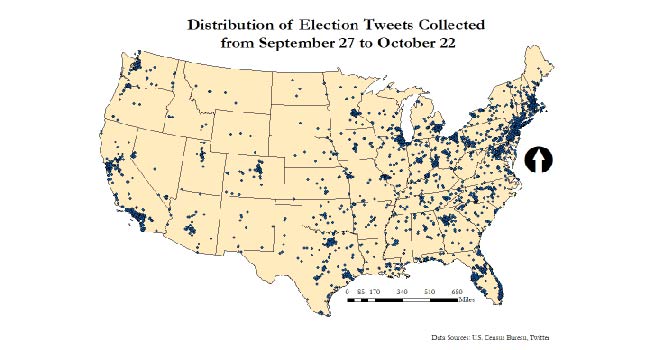 Distribution of Election Tweets Collected
from September 27 to October 22
0 85 170 340 510 680
Miles
Data Sources: U.S. Census Bureau, Twitter